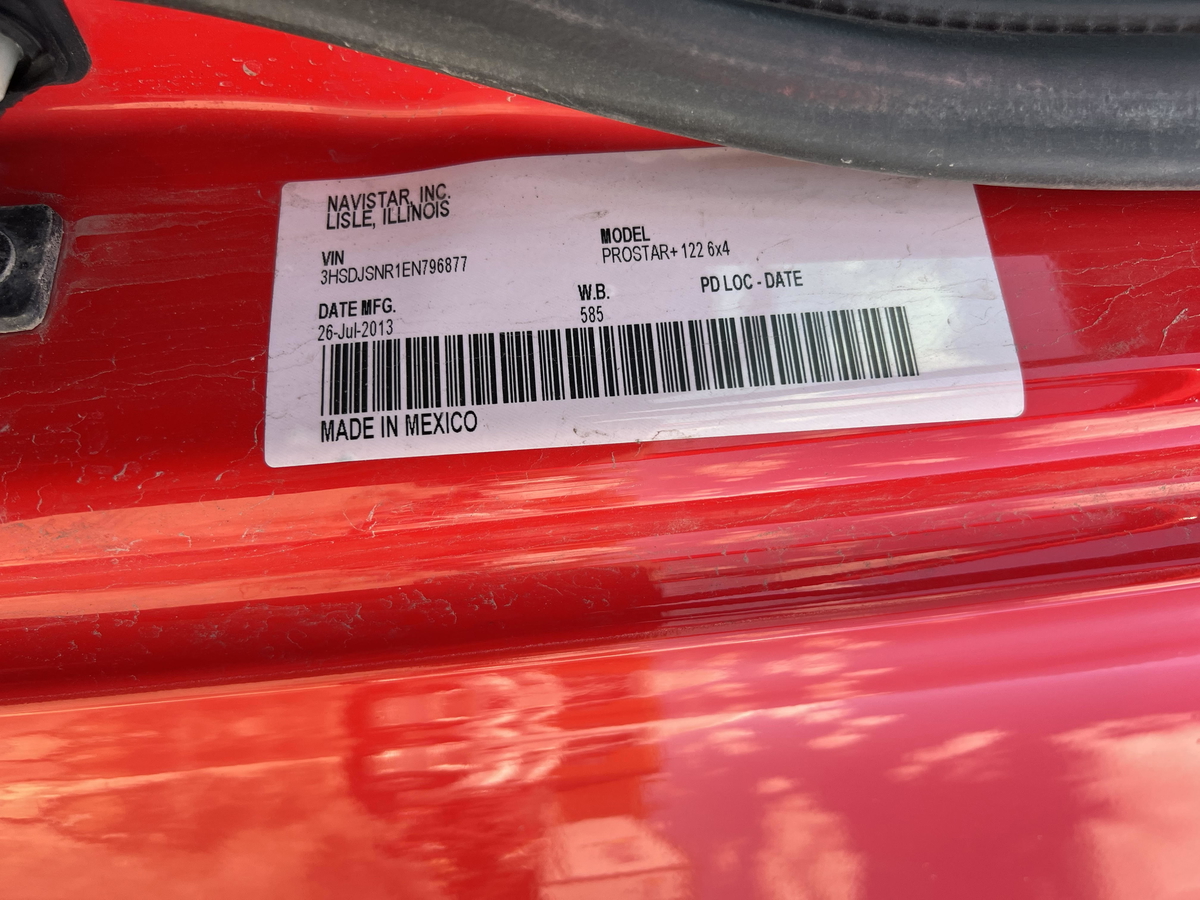 NAVISTAR, INC.
LISLE, ILLINOIS
VIN
3HSDJSNR1EN796877
MODEL
PROSTAR+ 122 6x4
DATE MFG.
26-Jul-2013
W.B.
585
PD LOC - DATE
MADE IN MEXICO